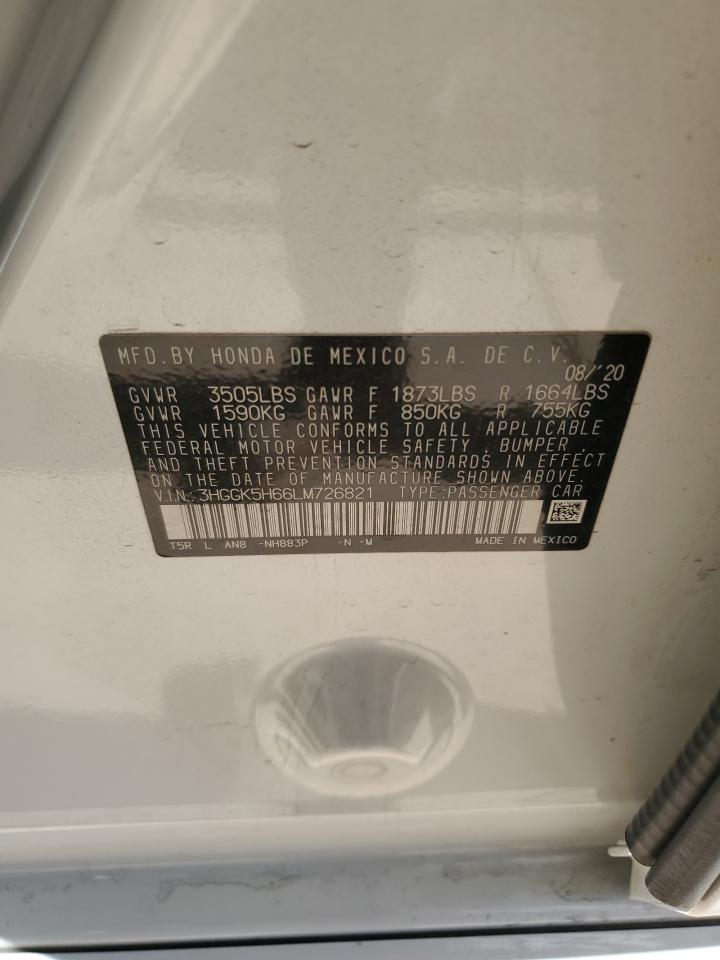 MFD.BY HONDA DE MEXICO S.A. DE C.V.
08/'20
GVWR 3505LBS GAWR F 1873LBS R 1664LBS
GVWR 1590KG GAWR F 850KG R 755KG
THIS VEHICLE CONFORMS TO ALL APPLICABLE
FEDERAL MOTOR VEHICLE SAFETY, BUMPER,
AND THEFT PREVENTION STANDARDS IN EFFECT
ON THE DATE OF MANUFACTURE SHOWN ABOVE.
V.I.N:3HGGK5H66LM726821 TYPE:PASSENGER CAR
T5R L AN8 -NH883P -N -M MADE IN MEXICO